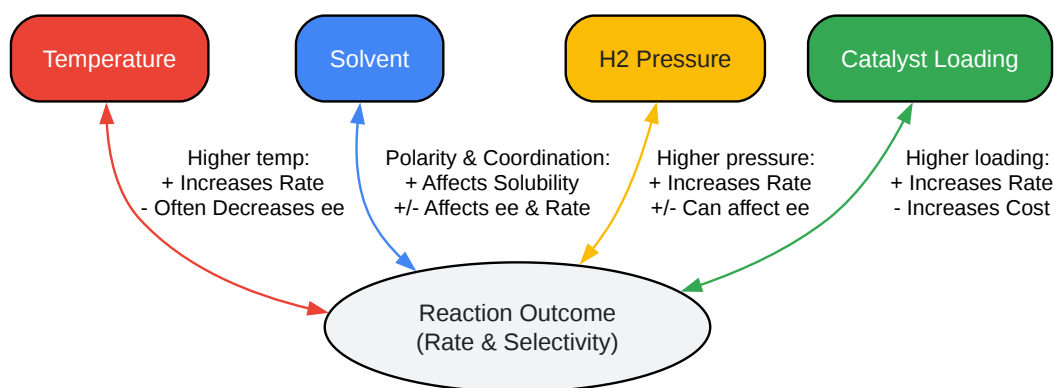 Temperature
Solvent
H2 Pressure
Catalyst Loading
Higher temp:
+ Increases Rate
- Often Decreases ee
Polarity & Coordination:
+ Affects Solubility
+/- Affects ee & Rate
Higher pressure:
+ Increases Rate
+/- Can affect ee
Higher loading:
+ Increases Rate
- Increases Cost
Reaction Outcome
(Rate & Selectivity)